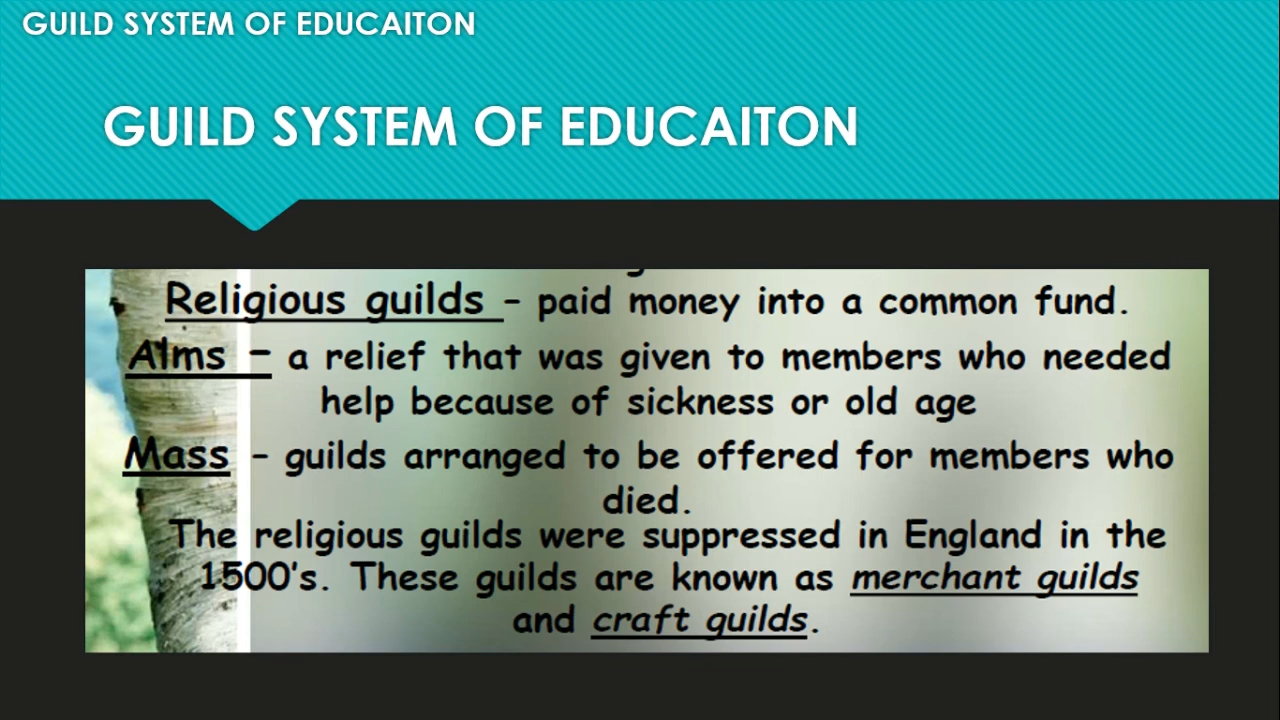 GUILD SYSTEM OF EDUCAITON
GUILD SYSTEM OF EDUCAITON
Religious guilds – paid money into a common fund.
Alms – a relief that was given to members who needed
help because of sickness or old age
Mass – guilds arranged to be offered for members who
died.
The religious guilds were suppressed in England in the
1500's. These guilds are known as merchant guilds
and craft guilds.